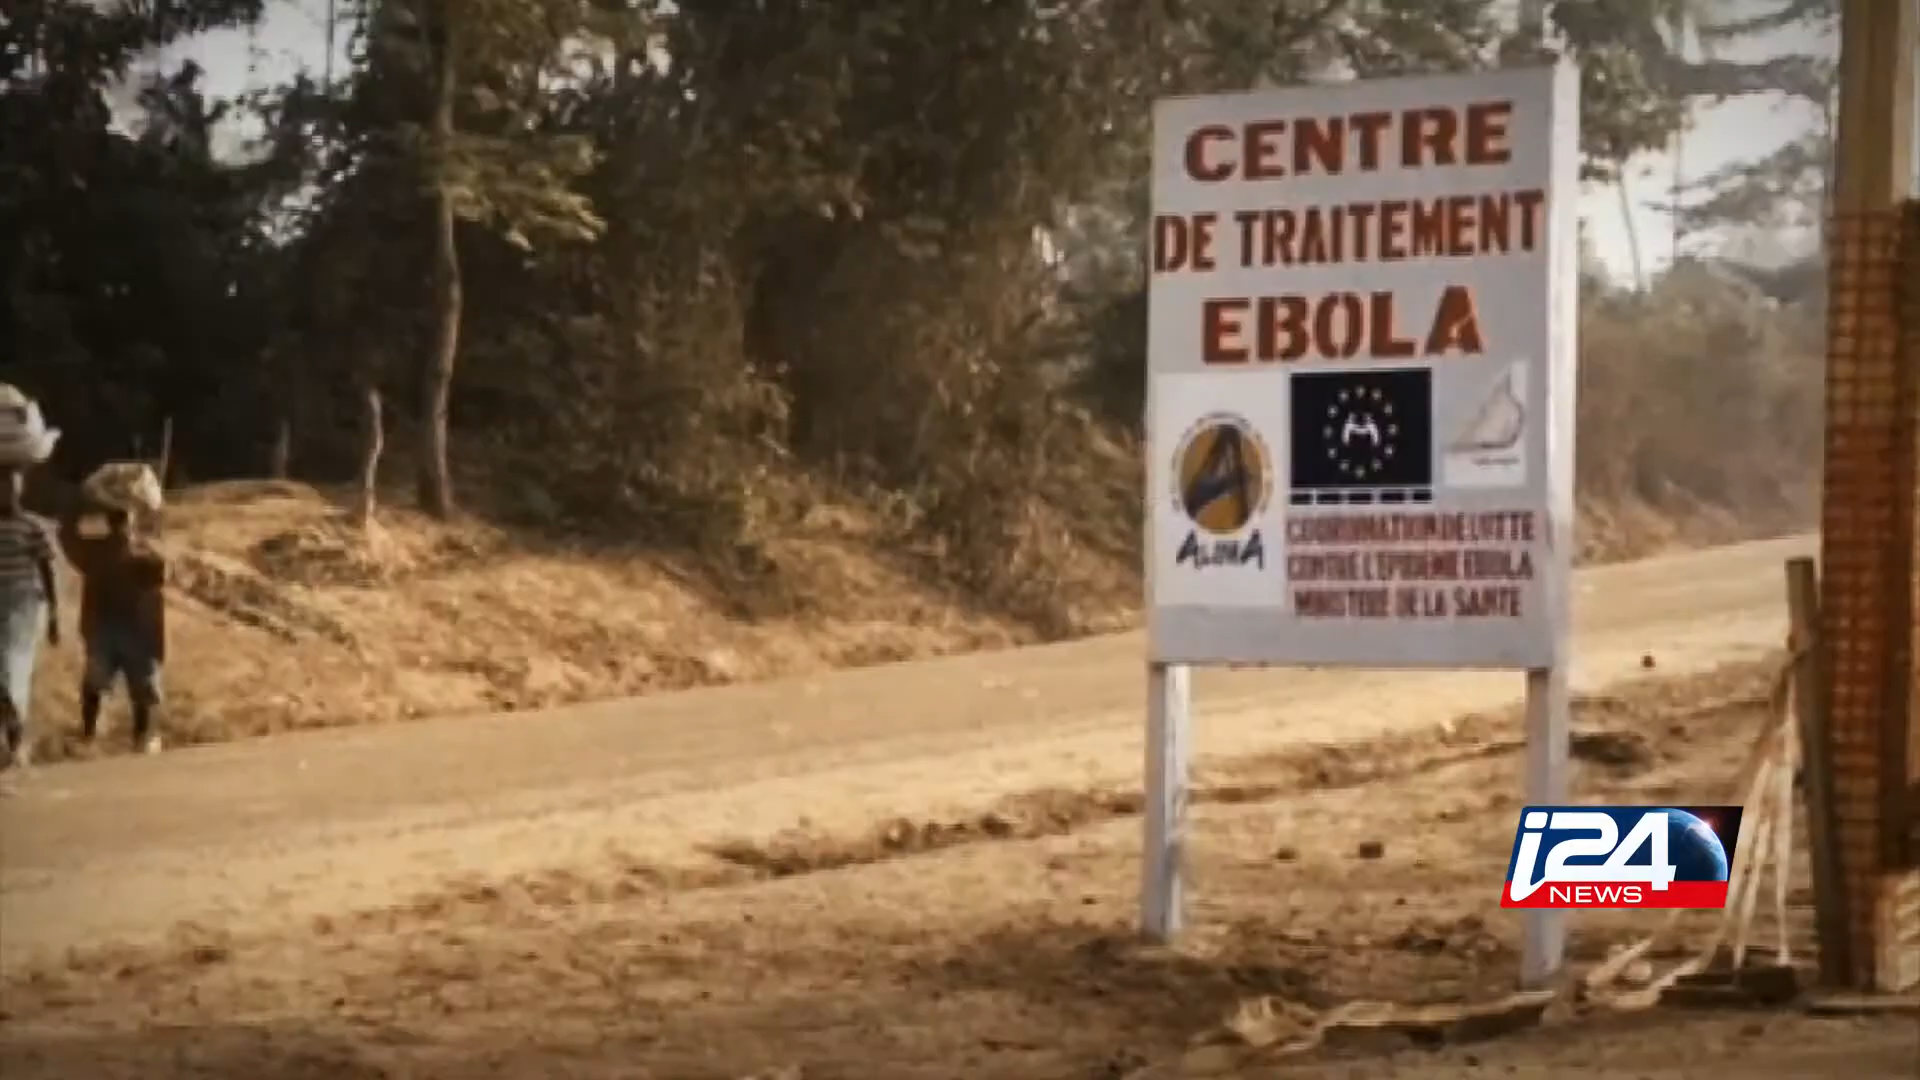 CENTRE
DE TRAITEMENT
EBOLA
ALIMA
COORDINATION DE LUTTE
CONTRE L'EPIDEMIE EBOLA
MINISTERE DE LA SANTE
i24
NEWS